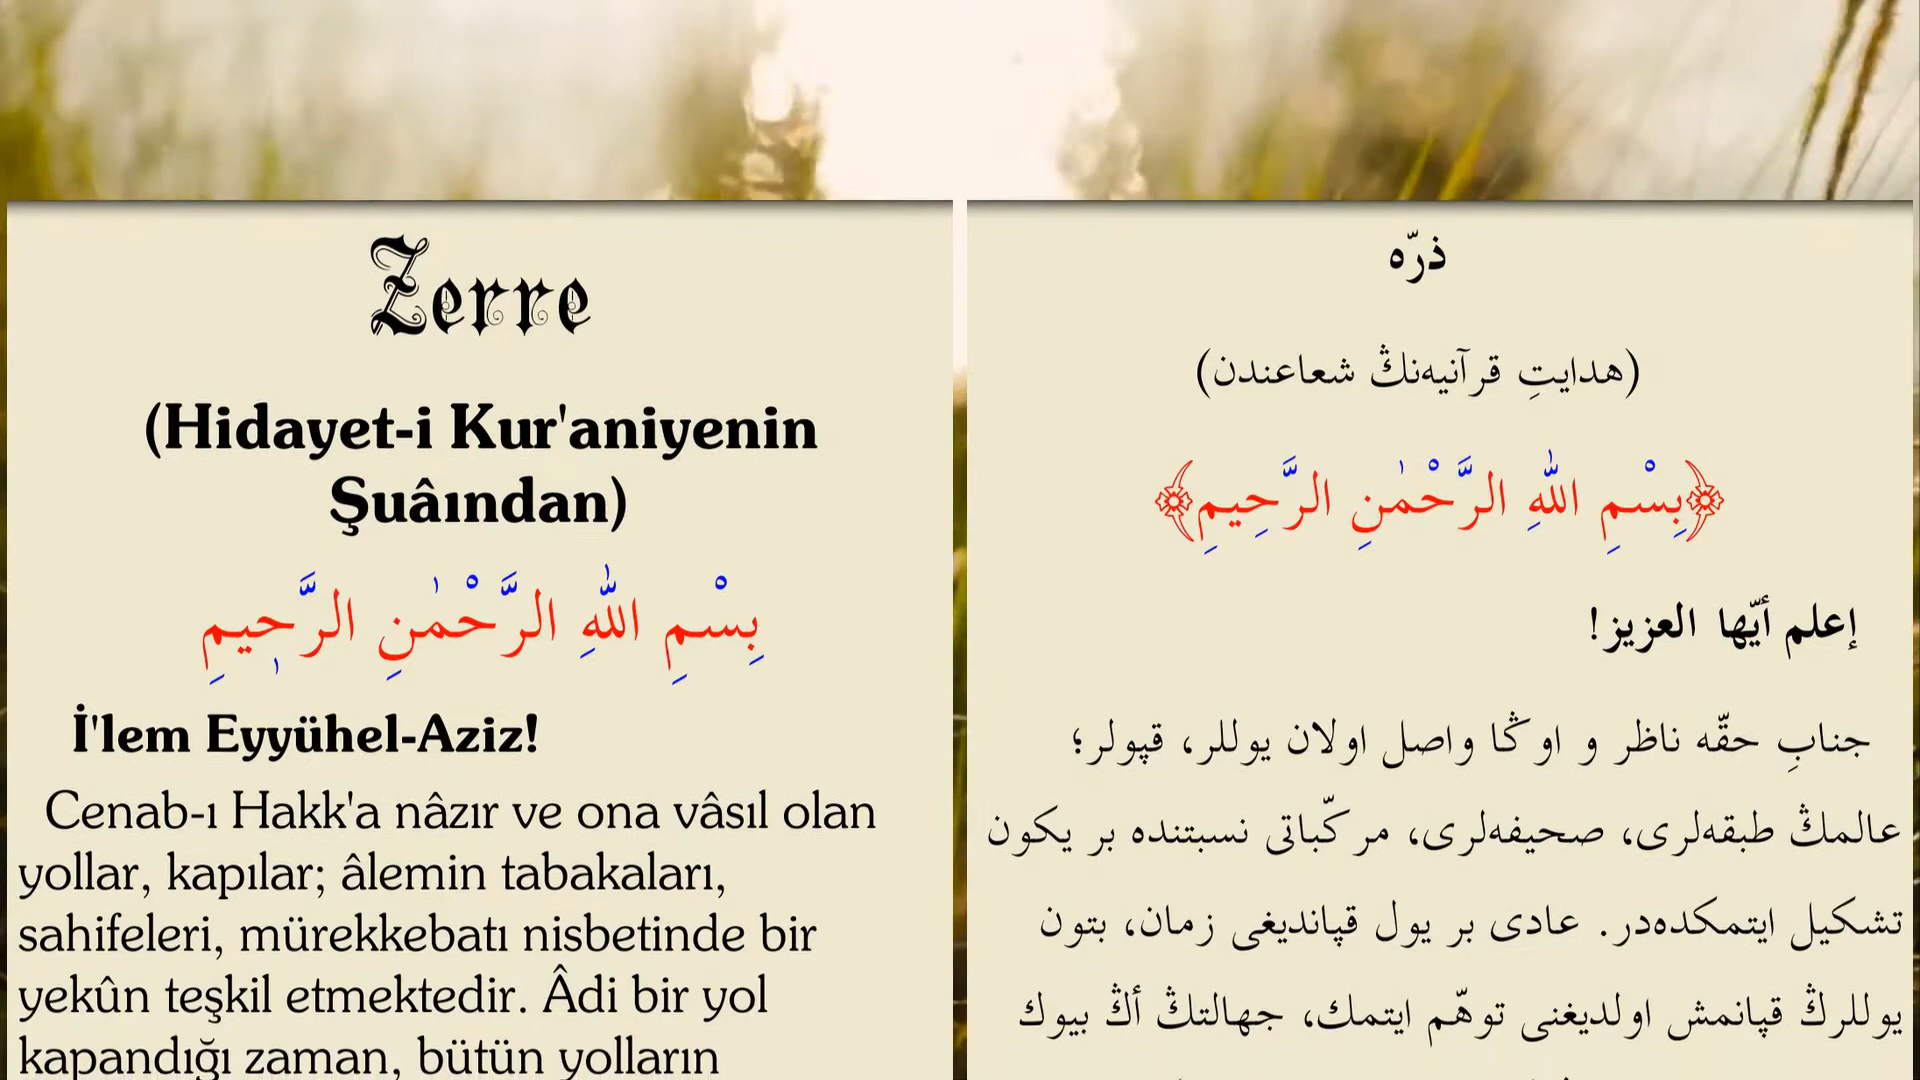 Zerre
(Hidayet-i Kur'aniyenin
Şuâından)
بِسْمِ اللّٰهِ الرَّحْمٰنِ الرَّحٖيمِ
İ'lem Eyyühel-Aziz!
Cenab-ı Hakk'a nâzır ve ona vâsıl olan
yollar, kapılar; âlemin tabakaları,
sahifeleri, mürekkebatı nisbetinde bir
yekûn teşkil etmektedir. Âdi bir yol
kapandığı zaman, bütün yolların
ذرّه
(هدايتِ قرآنيه‌نڭ شعاعندن)
﴿بِسْمِ اللّٰهِ الرَّحْمٰنِ الرَّحِيمِ﴾
إعلم أيّها العزيز!
جنابِ حقّه ناظر و اوڭا واصل اولان يوللر، قپولر؛
عالمڭ طبقه‌لرى، صحيفه‌لرى، مركّباتى نسبتنده بر يكون
تشكيل ايتمكده‌در. عادى بر يول قپانديغى زمان، بتون
يوللرڭ قپانمش اولديغنى توهّم ايتمك، جهالتڭ أڭ بيوك